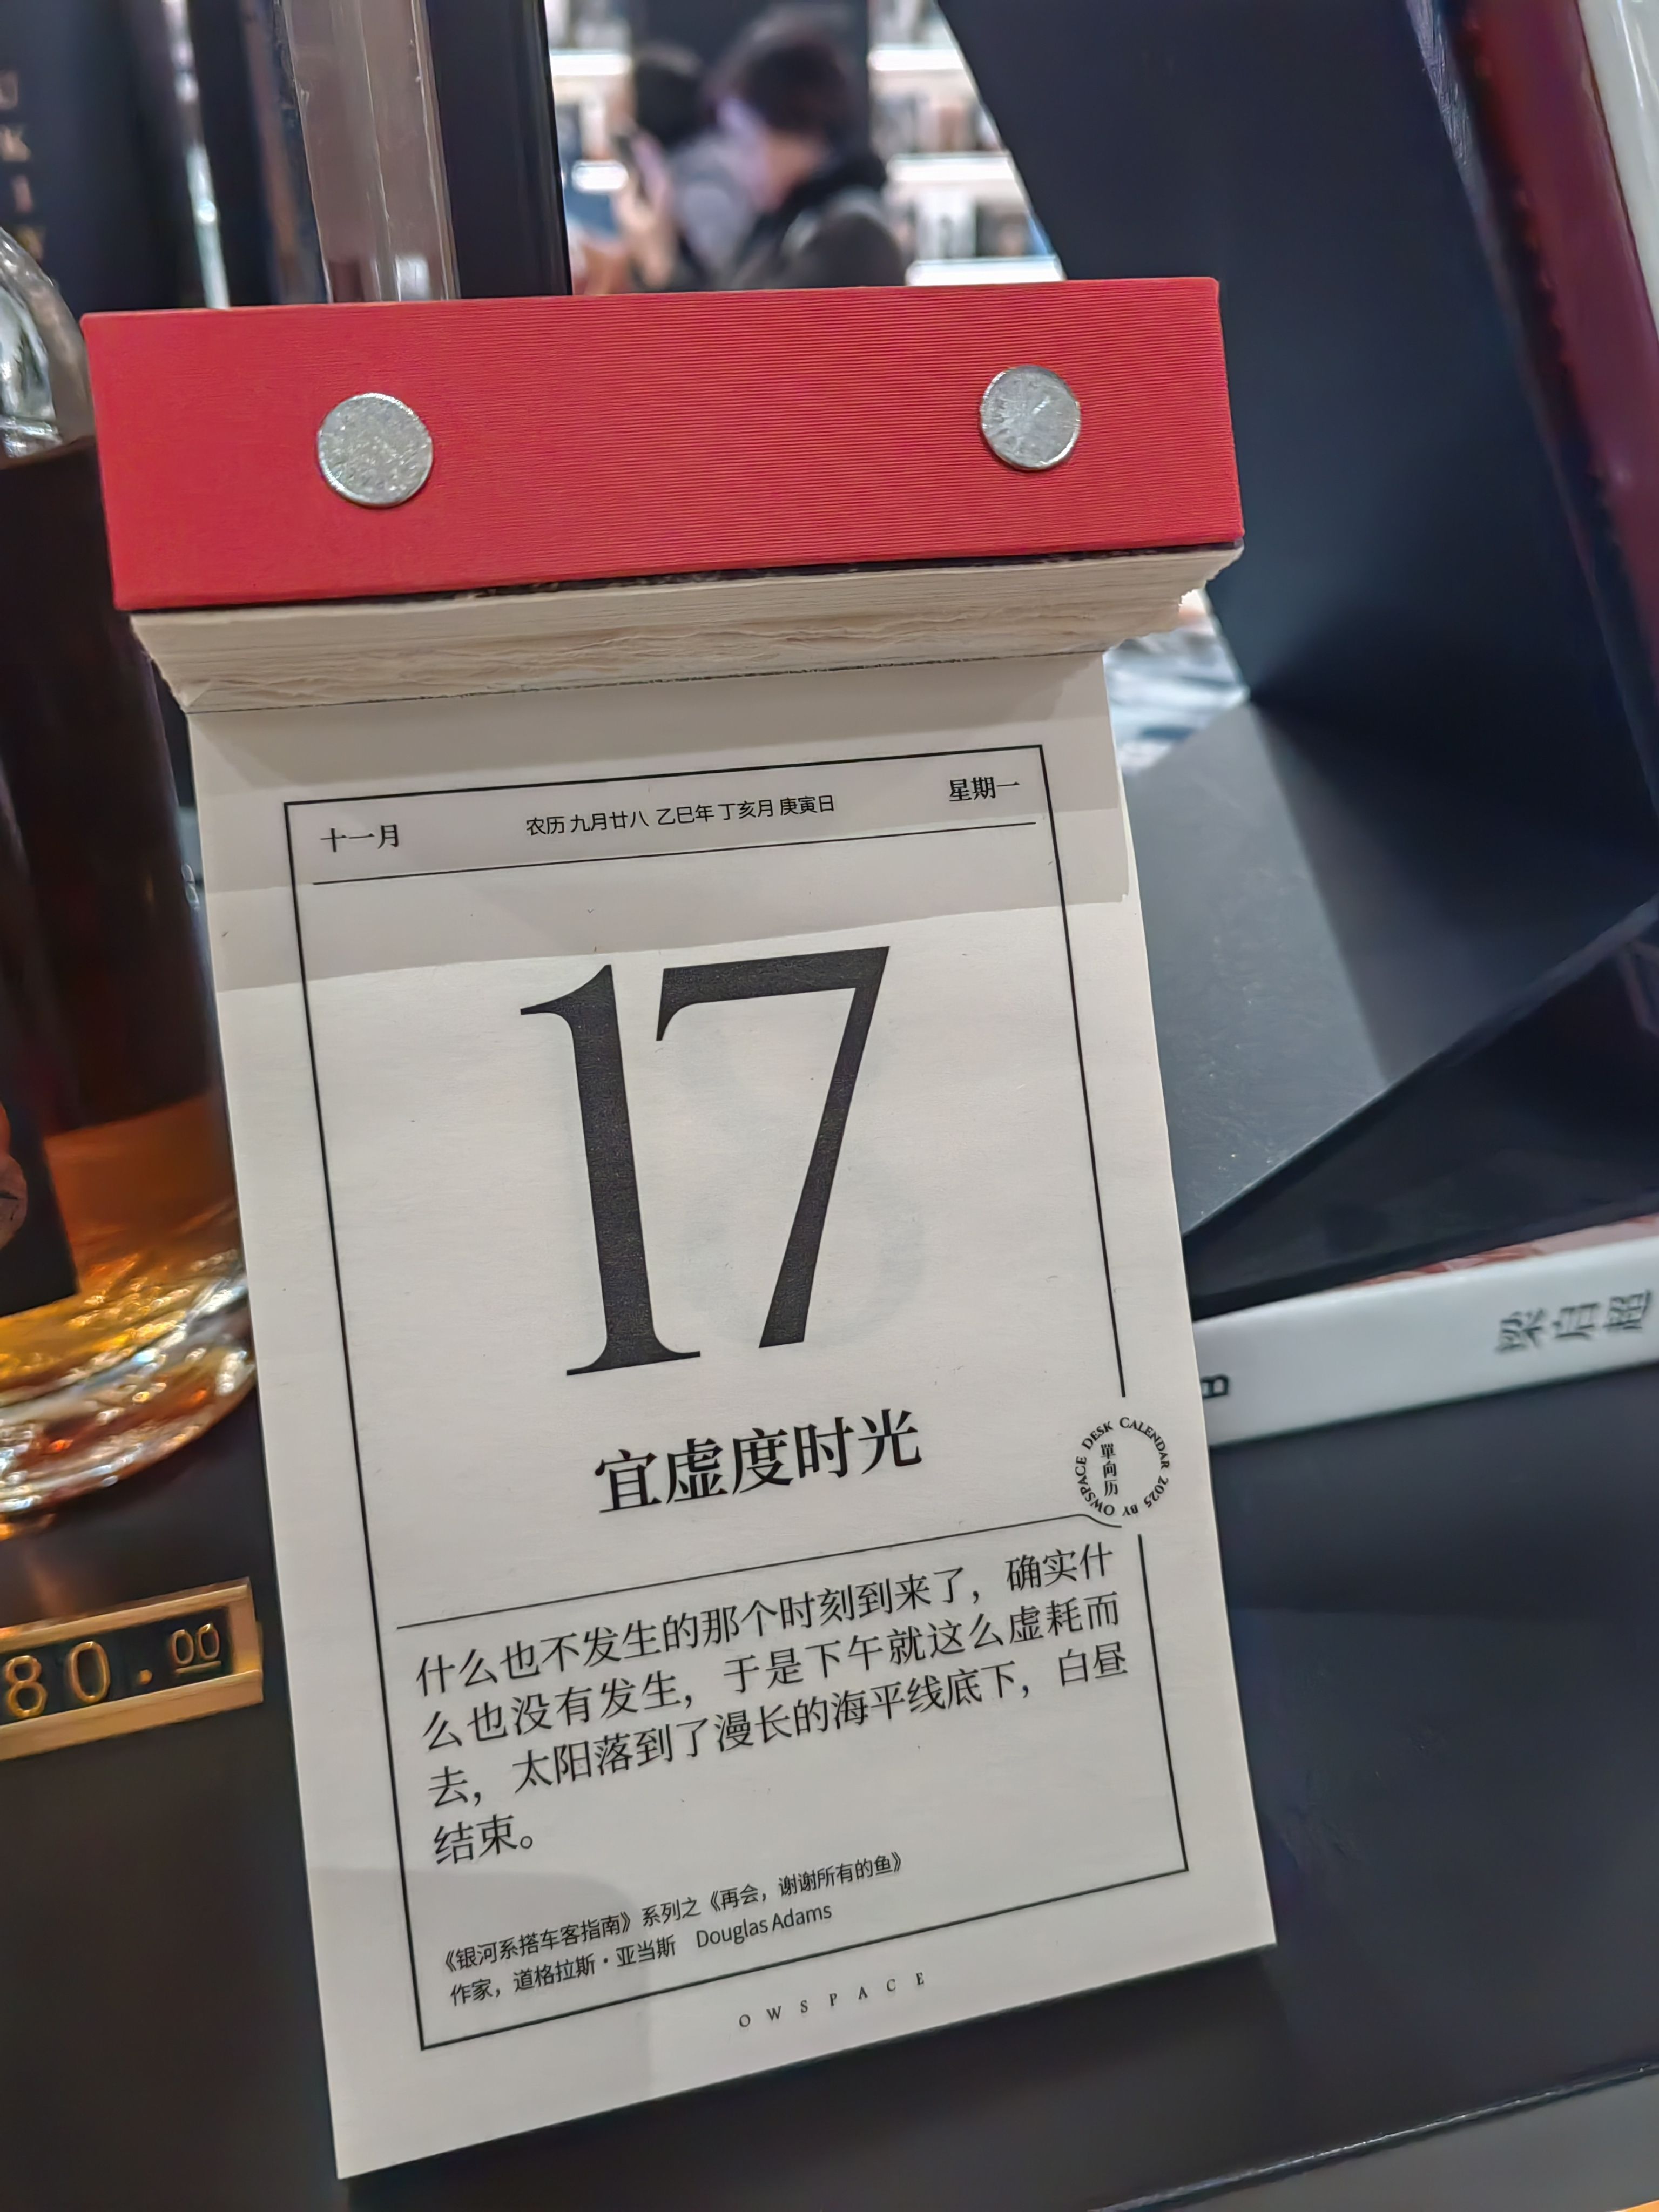 十一月
农历 九月廿八 乙巳年 丁亥月 庚寅日
星期一
17
宜虚度时光
OWSPACE DESK CALENDAR 2025 BY
單向历
什么也不发生的那个时刻到来了，确实什
么也没有发生，于是下午就这么虚耗而
去，太阳落到了漫长的海平线底下，白昼
结束。
《银河系搭车客指南》系列之《再会，谢谢所有的鱼》
作家，道格拉斯·亚当斯 Douglas Adams
OWSPACE
80.00
梁启超